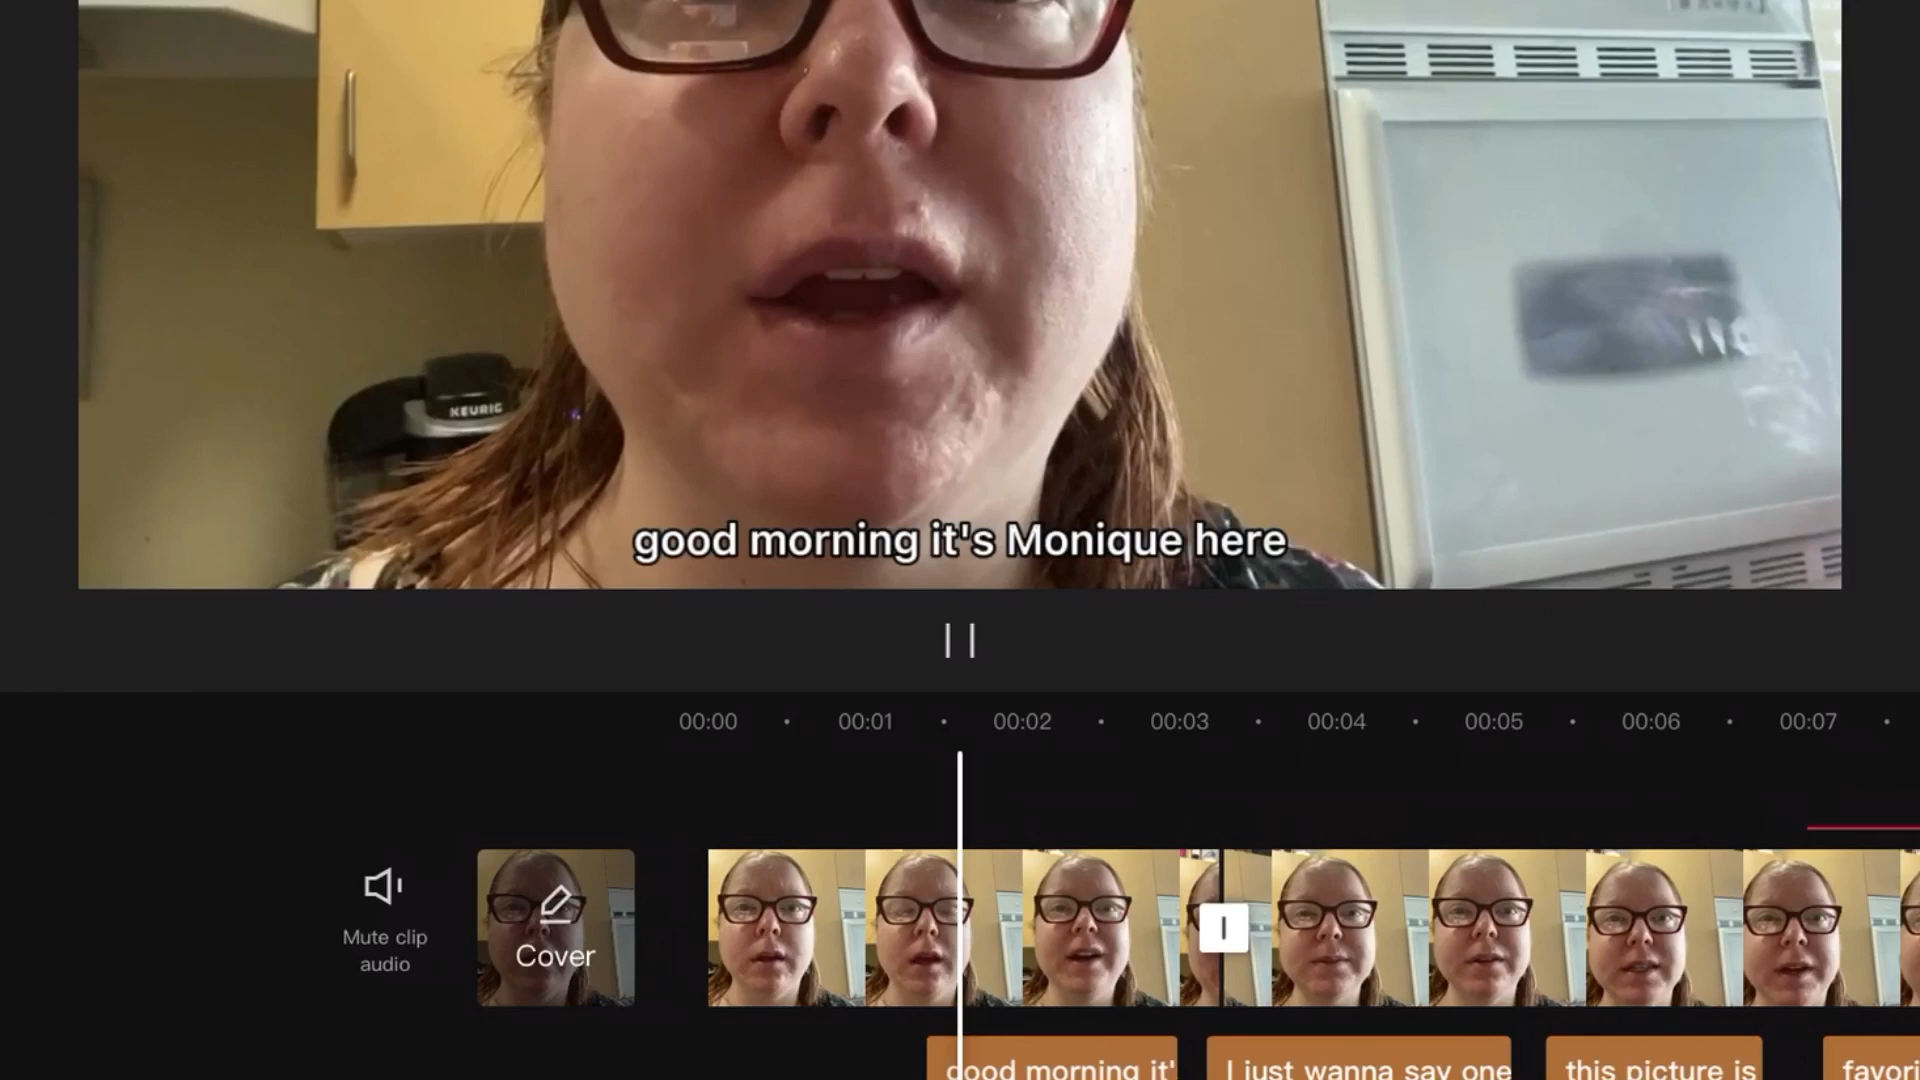 KEURIG
good morning it's Monique here
00:00 00:01 00:02 00:03 00:04 00:05 00:06 00:07
Mute clip
audio
Cover
good morning it' I just wanna say one this picture is favori